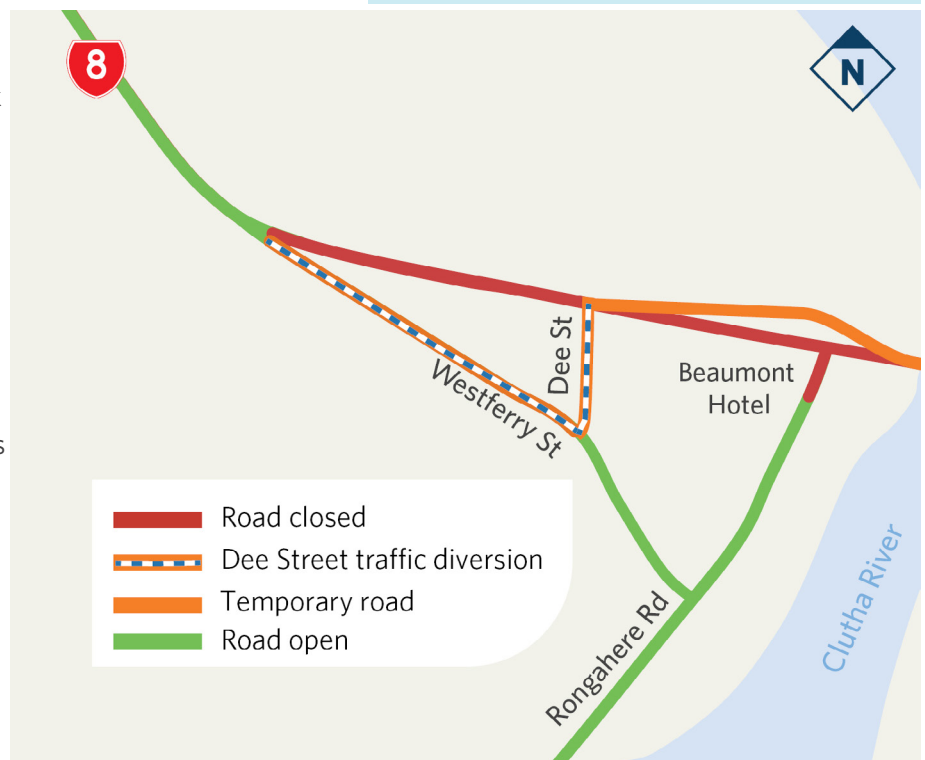 8
N
Dee St
Beaumont
Hotel
Westferry St
Road closed
Dee Street traffic diversion
Temporary road
Road open
Rongahere Rd
Clutha River
s